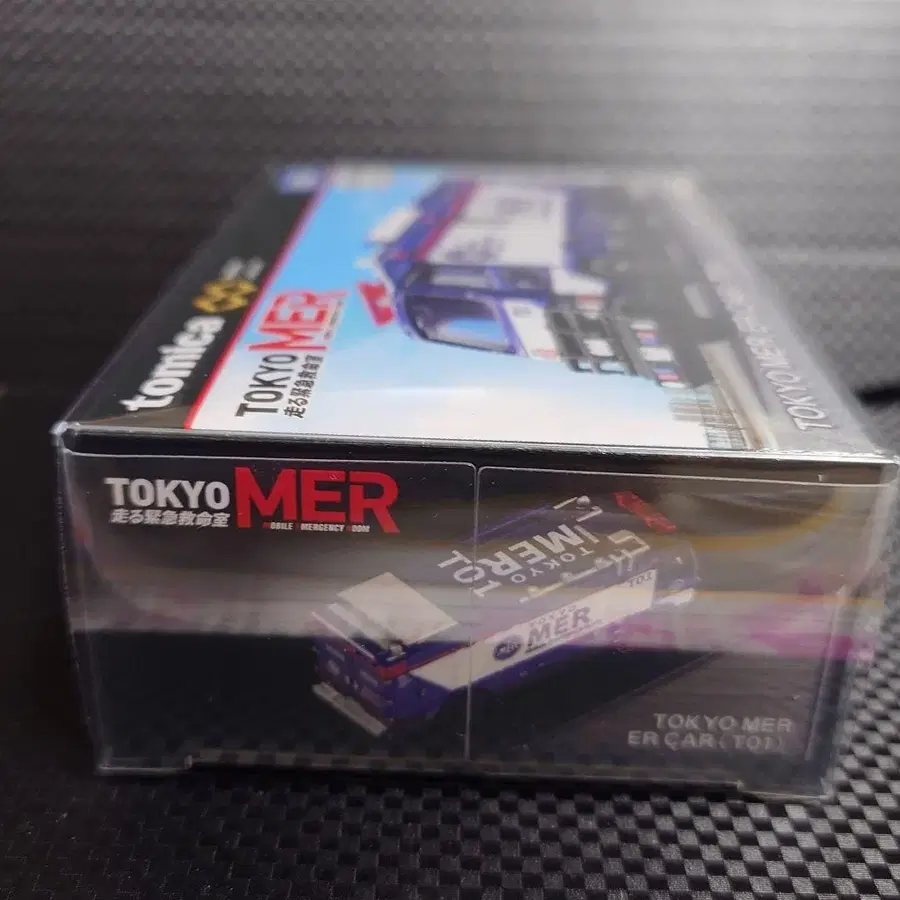 tomica
TOKYO MER
走る緊急救命室
TOKYO MER
TOKYO MER
走る緊急救命室
MOBILE EMERGENCY ROOM
TOKYO
MER
T01
T01
MER
TOKYO MER
ER CAR (T01)